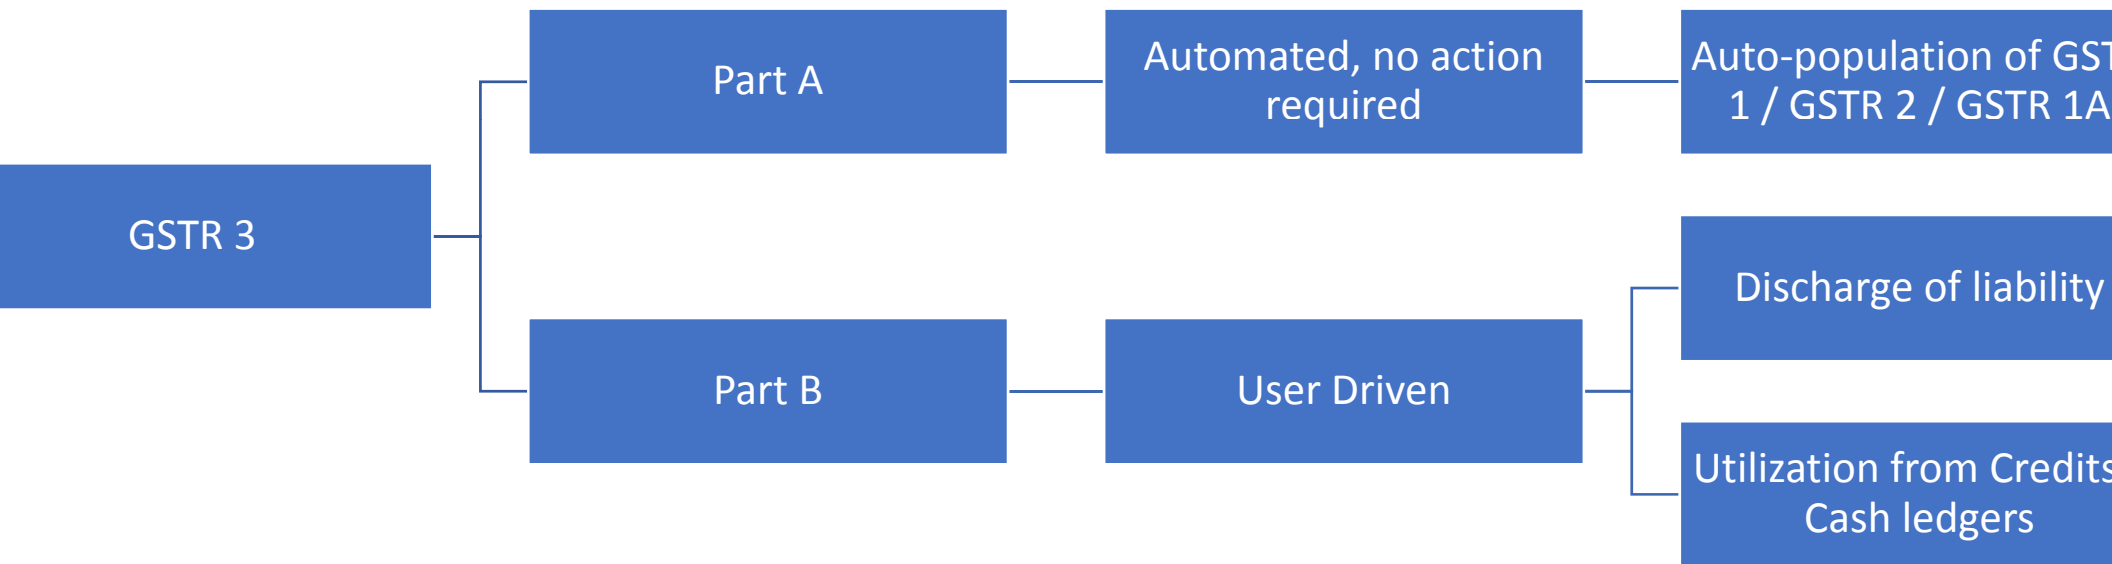 GSTR 3
Part A
Automated, no action
required
Auto-population of
1 / GSTR 2 / GSTR 1A
Part B
User Driven
Discharge of liability
Utilization from Credits
Cash ledgers